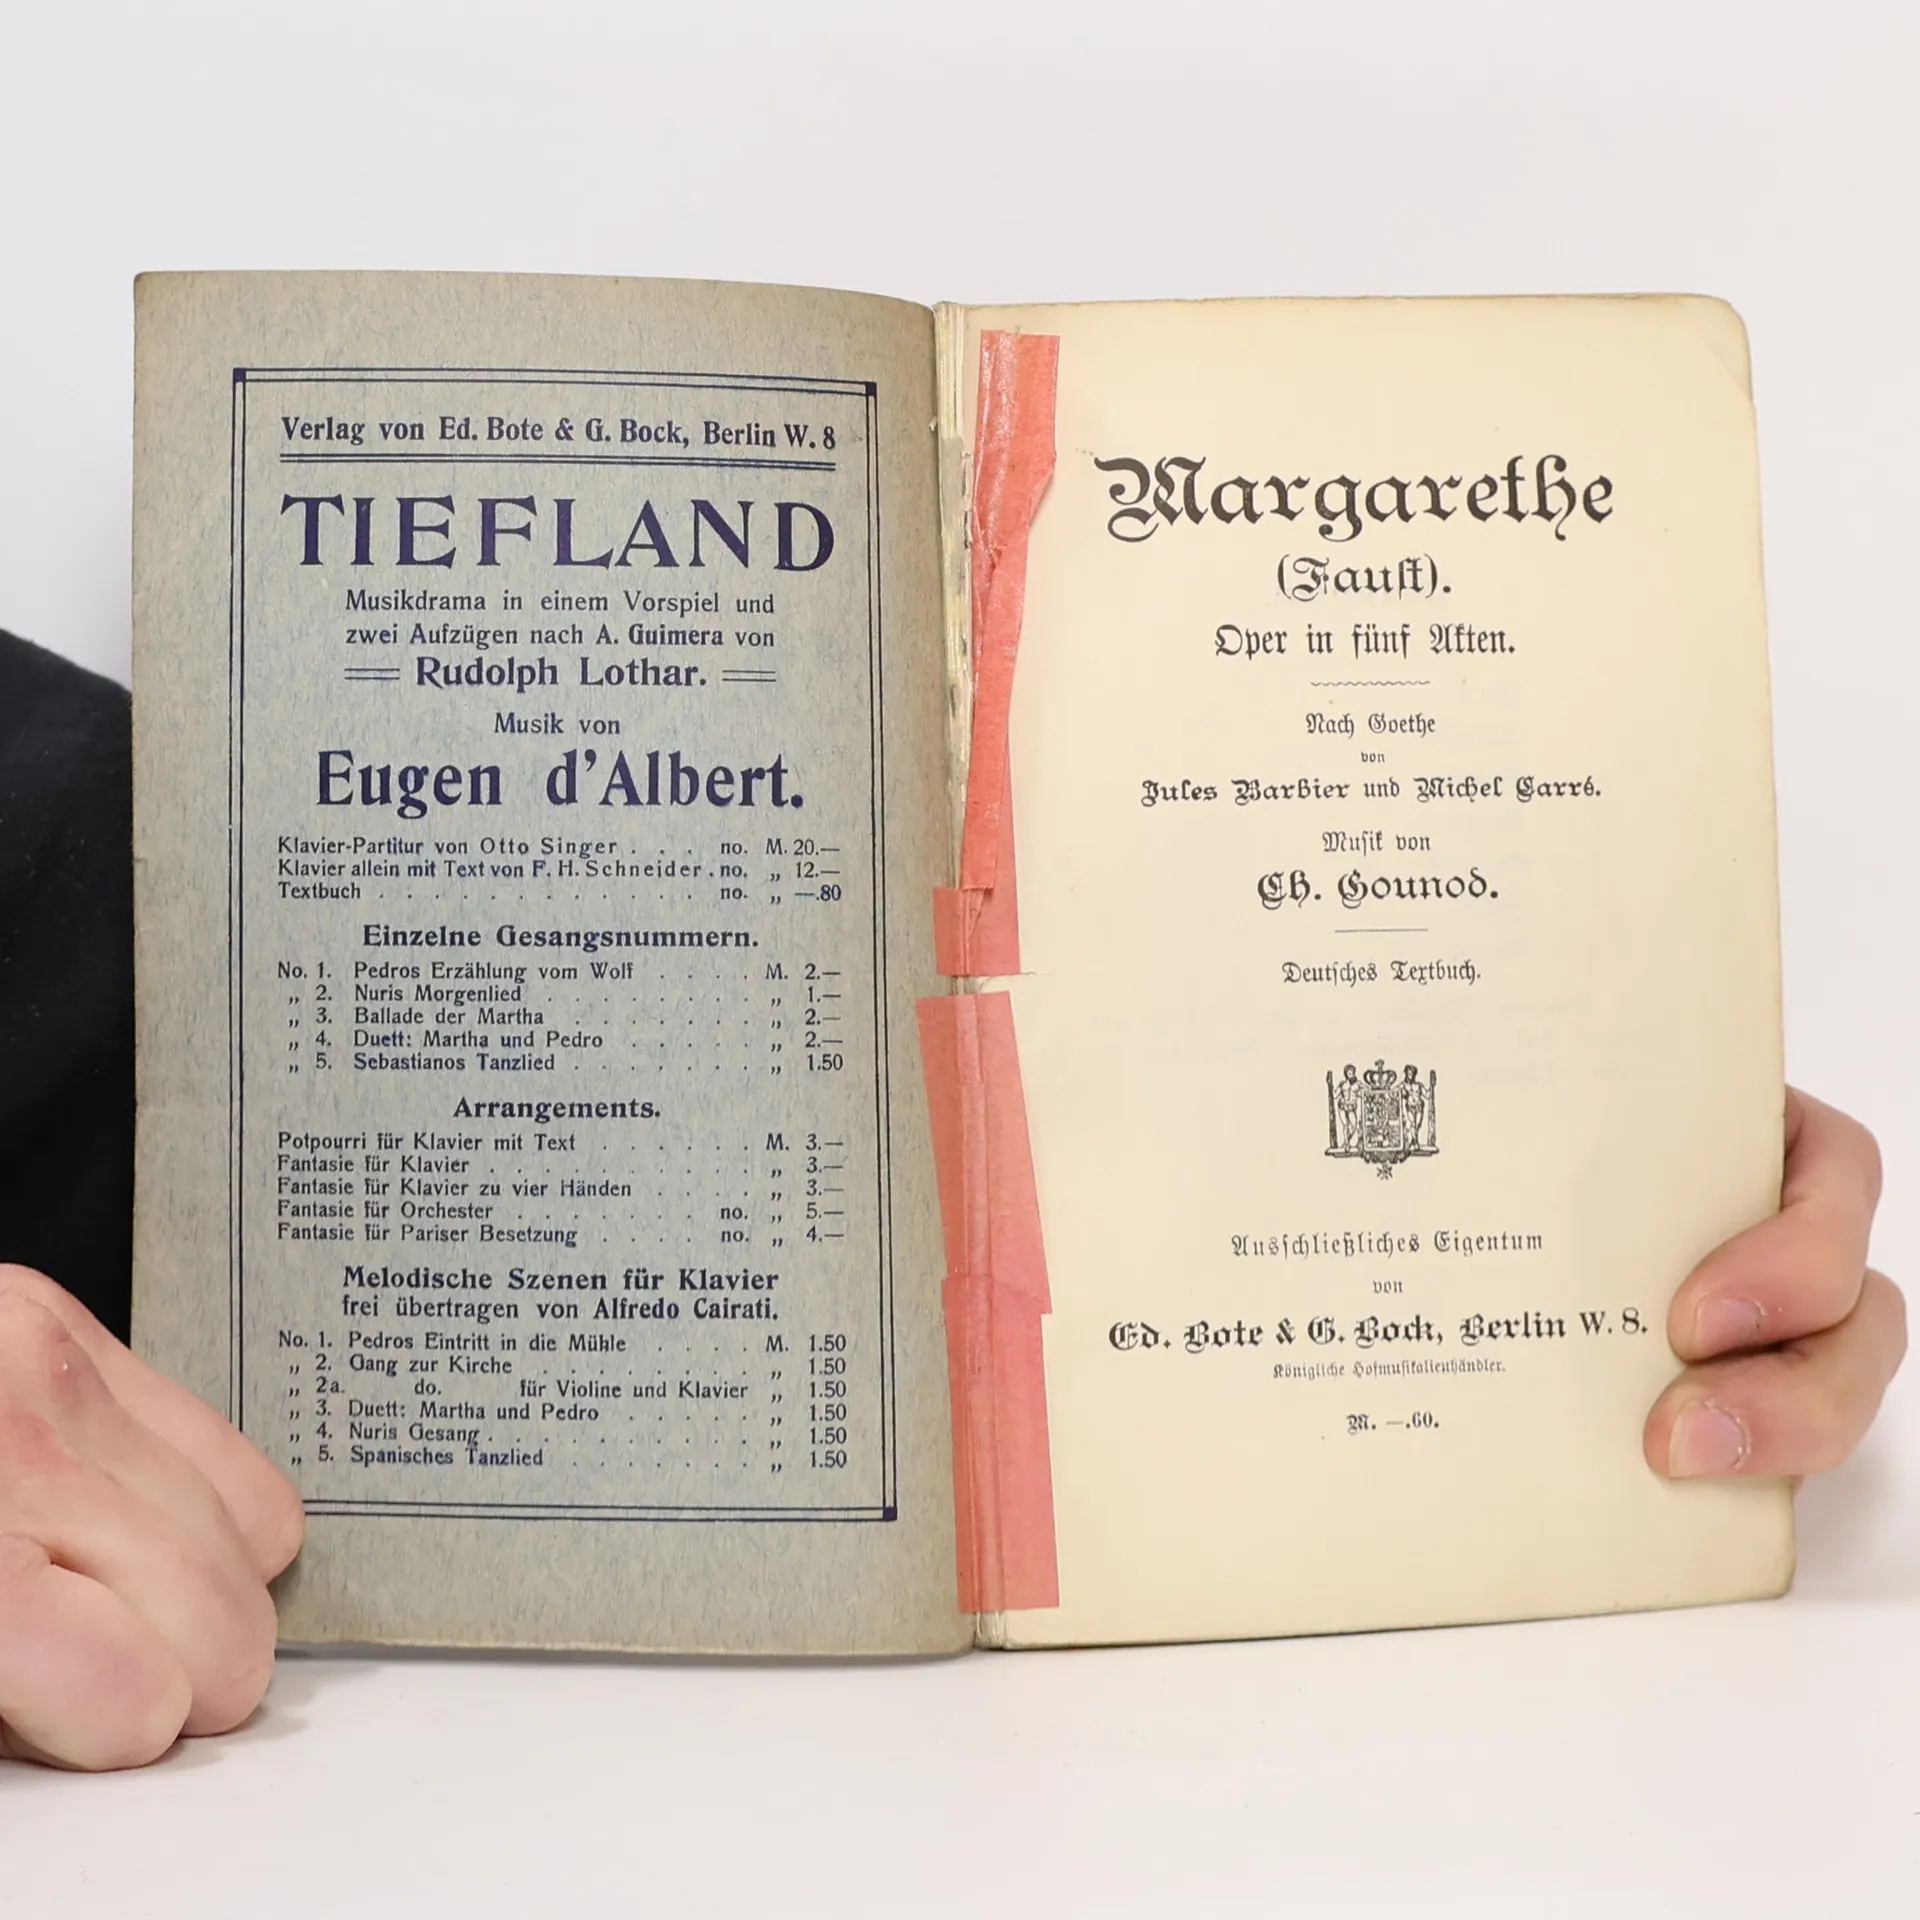 Verlag von Ed. Bote & G. Bock, Berlin W. 8
TIEFLAND
Musikdrama in einem Vorspiel und
zwei Aufzügen nach A. Guimera von
Rudolph Lothar.
Musik von
Eugen d'Albert.
Klavier-Partitur von Otto Singer . . . no. M. 20.—
Klavier allein mit Text von F. H. Schneider . no. „ 12.—
Textbuch . . . . . . . . . . . . no. „ —.80
Einzelne Gesangsnummern.
No. 1. Pedros Erzählung vom Wolf . . . . M. 2.—
„ 2. Nuris Morgenlied . . . . . . . . „ 1.—
„ 3. Ballade der Martha . . . . . . . „ 2.—
„ 4. Duett: Martha und Pedro . . . . . „ 2.—
„ 5. Sebastianos Tanzlied . . . . . . . „ 1.50
Arrangements.
Potpourri für Klavier mit Text . . . . . . M. 3.—
Fantasie für Klavier . . . . . . . . . . „ 3.—
Fantasie für Klavier zu vier Händen . . . . „ 3.—
Fantasie für Orchester . . . . . . . no. „ 5.—
Fantasie für Pariser Besetzung . . . . no. „ 4.—
Melodische Szenen für Klavier
frei übertragen von Alfredo Cairati.
No. 1. Pedros Eintritt in die Mühle . . . . M. 1.50
„ 2. Gang zur Kirche . . . . . . . . „ 1.50
„ 2a. do. für Violine und Klavier „ 1.50
„ 3. Duett: Martha und Pedro . . . . . „ 1.50
„ 4. Nuris Gesang . . . . . . . . . . „ 1.50
„ 5. Spanisches Tanzlied . . . . . . . „ 1.50
Margarethe
(Faust).
Oper in fünf Akten.
Nach Goethe
von
Jules Barbier und Michel Carré.
Musik von
Ch. Gounod.
Deutsches Textbuch.
Ausschließliches Eigentum
von
Ed. Bote & G. Bock, Berlin W. 8.
Königliche Hofmusikalienhändler.
M. —.60.